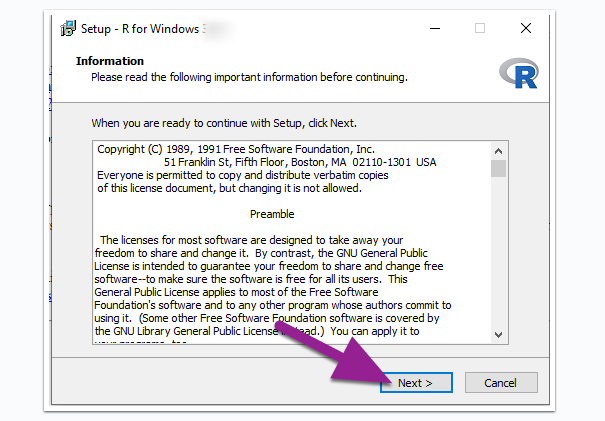 Setup - R for Windows 3
Information
Please read the following important information before continuing.
R
When you are ready to continue with Setup, click Next.
Copyright (C) 1989, 1991 Free Software Foundation, Inc.
51 Franklin St, Fifth Floor, Boston, MA 02110-1301 USA
Everyone is permitted to copy and distribute verbatim copies
of this license document, but changing it is not allowed.
Preamble
The licenses for most software are designed to take away your
freedom to share and change it. By contrast, the GNU General Public
License is intended to guarantee your freedom to share and change free
software--to make sure the software is free for all its users. This
General Public License applies to most of the Free Software
Foundation's software and to any other program whose authors commit to
using it. (Some other Free Software Foundation software is covered by
the GNU Library General Public License instead.) You can apply it to
your programs, too.
Next >
Cancel